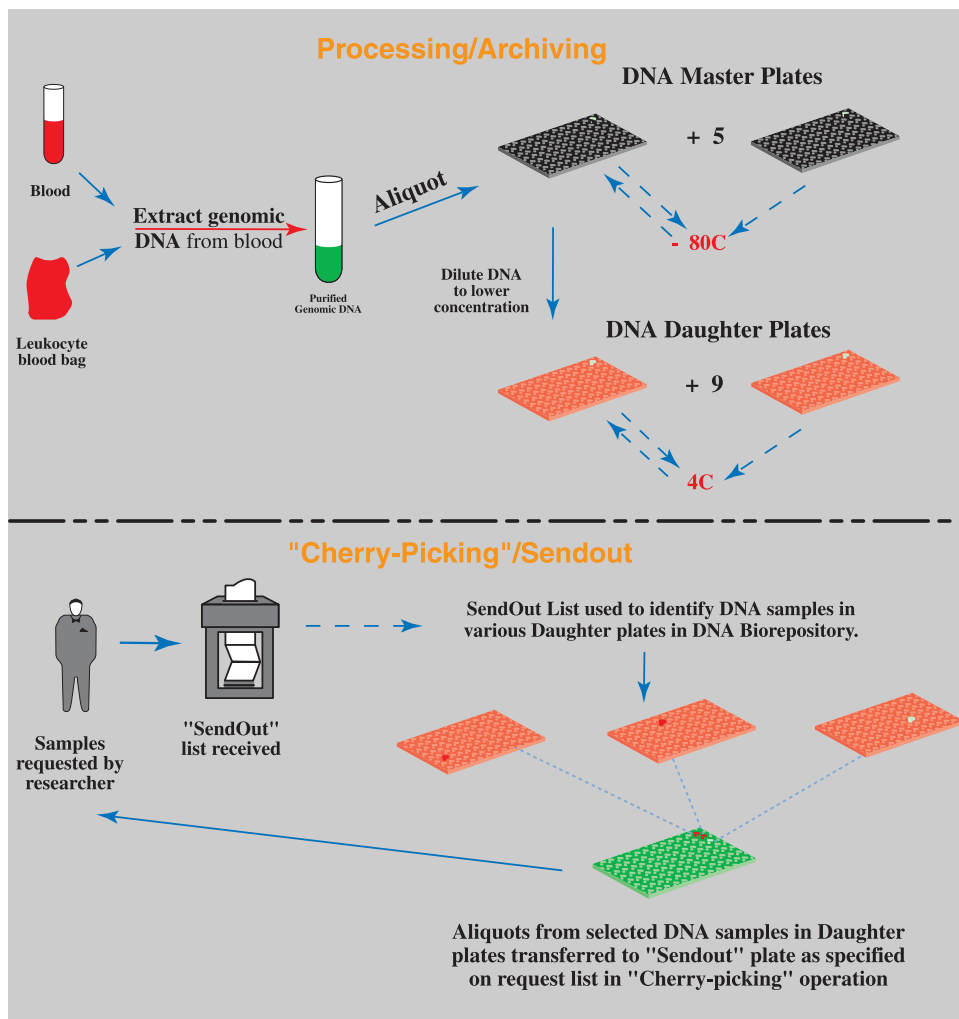 Processing/Archiving
DNA Master Plates
+ 5
Blood
Aliquot
Extract genomic
DNA from blood
- 80C
Purified
Genomic DNA
Dilute DNA
to lower
concentration
Leukocyte
blood bag
DNA Daughter Plates
+ 9
4C
"Cherry-Picking"/Sendout
SendOut List used to identify DNA samples in
various Daughter plates in DNA Biorepository.
Samples
requested by
researcher
"SendOut"
list received
Aliquots from selected DNA samples in Daughter
plates transferred to "Sendout" plate as specified
on request list in "Cherry-picking" operation